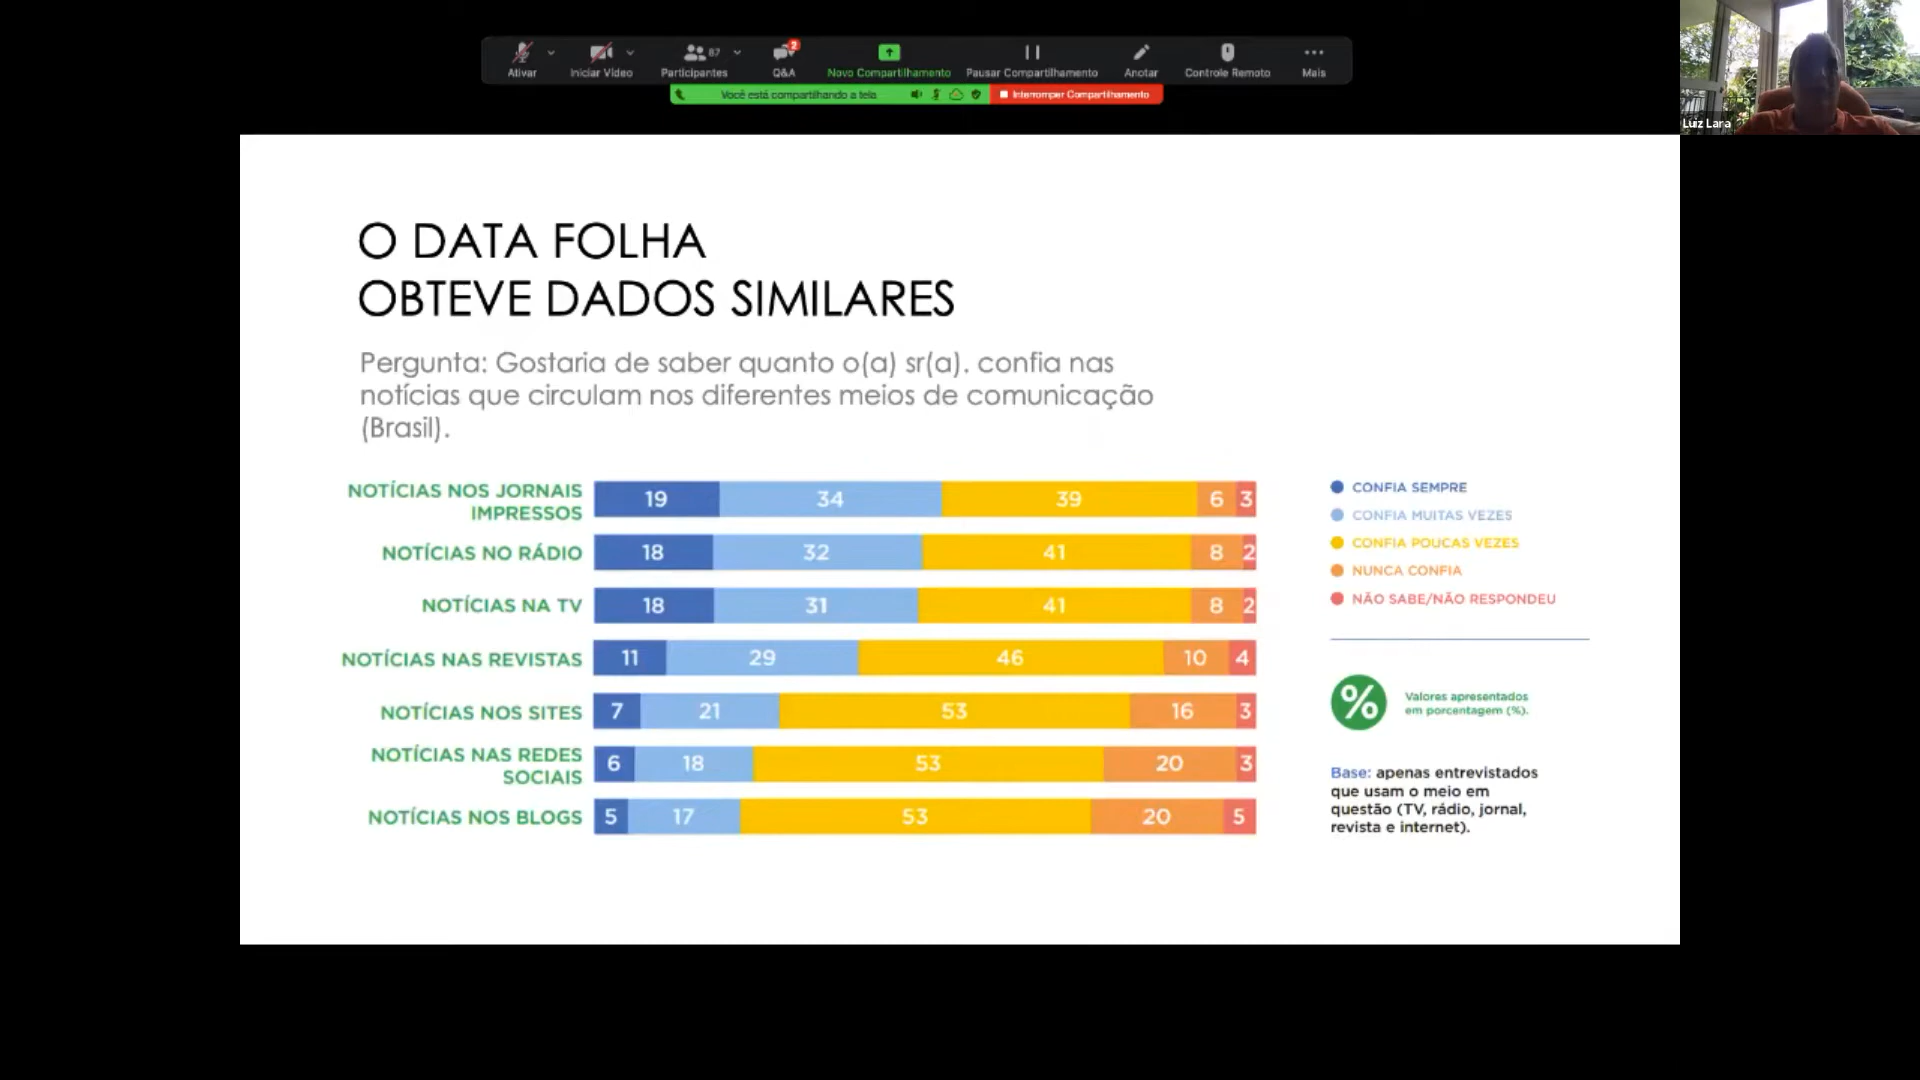 Ativar
Iniciar Vídeo
Participantes
87
Q&A
2
Novo Compartilhamento
Pausar Compartilhamento
Anotar
Controle Remoto
Mais
Você está compartilhando a tela
Interromper Compartilhamento
Luiz Lara
O DATA FOLHA
OBTEVE DADOS SIMILARES
Pergunta: Gostaria de saber quanto o(a) sr(a). confia nas
notícias que circulam nos diferentes meios de comunicação
(Brasil).
NOTÍCIAS NOS JORNAIS
IMPRESSOS
19 34 39 6 3
NOTÍCIAS NO RÁDIO 18 32 41 8 2
NOTÍCIAS NA TV 18 31 41 8 2
NOTÍCIAS NAS REVISTAS 11 29 46 10 4
NOTÍCIAS NOS SITES 7 21 53 16 3
NOTÍCIAS NAS REDES
SOCIAIS
6 18 53 20 3
NOTÍCIAS NOS BLOGS 5 17 53 20 5
CONFIA SEMPRE
CONFIA MUITAS VEZES
CONFIA POUCAS VEZES
NUNCA CONFIA
NÃO SABE/NÃO RESPONDEU
%
Valores apresentados
em porcentagem (%).
Base: apenas entrevistados
que usam o meio em
questão (TV, rádio, jornal,
revista e internet).